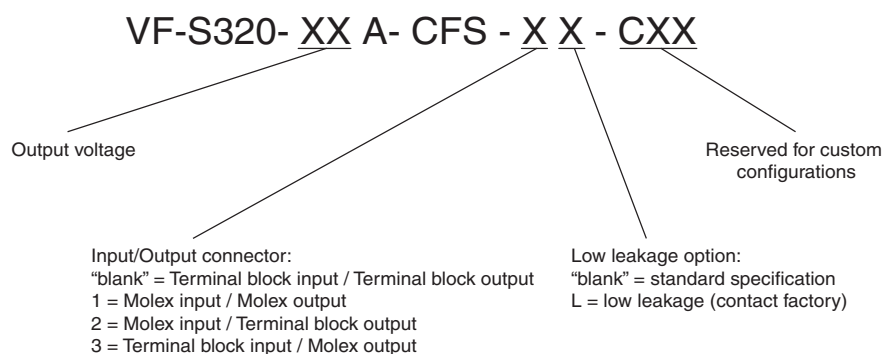 VF-S320- XX A- CFS - X X - CXX
Output voltage
Reserved for custom
configurations
Input/Output connector:
“blank” = Terminal block input / Terminal block output
1 = Molex input / Molex output
2 = Molex input / Terminal block output
3 = Terminal block input / Molex output
Low leakage option:
“blank” = standard specification
L = low leakage (contact factory)